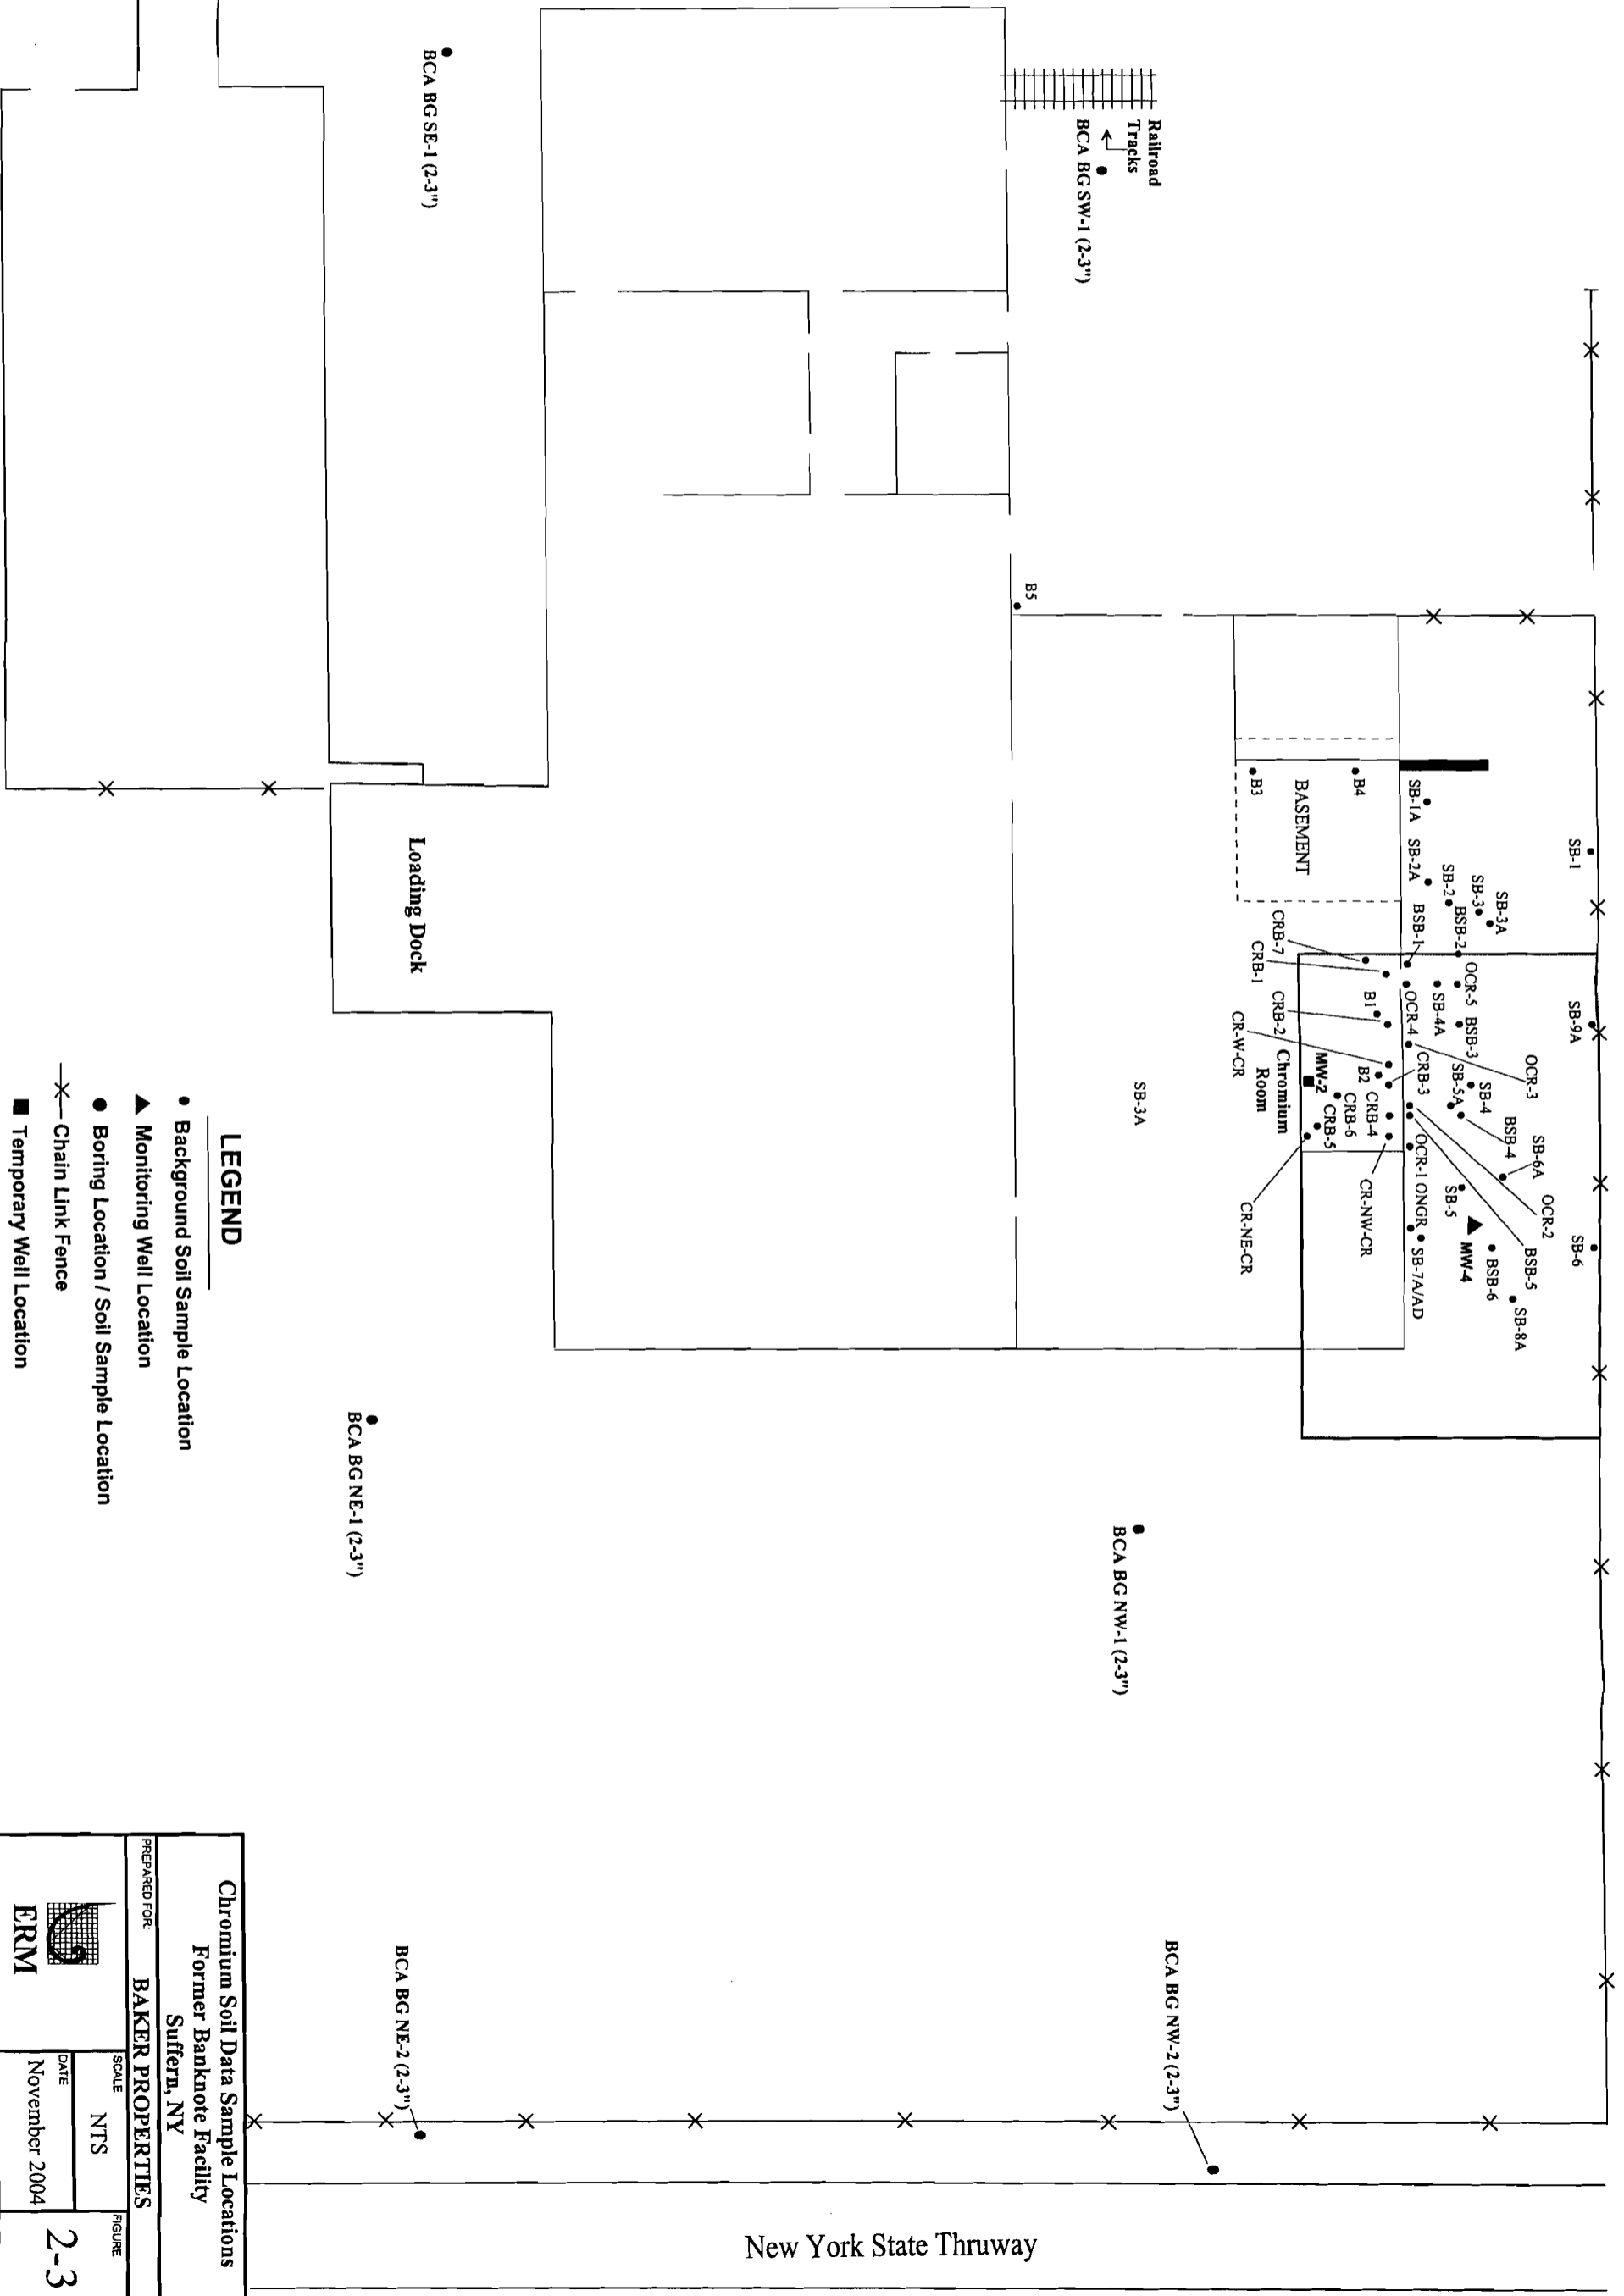 SB-1
SB-9A
SB-6
SB-3A
SB-3
SB-2
BSB-2
SB-2A
BSB-1
SB-1A
OCR-5
BSB-3
SB-4A
OCR-4
OCR-3
SB-4
SB-5A
BSB-4
SB-6A
OCR-2
BSB-5
SB-5
MW-4
BSB-6
SB-8A
CRB-3
OCR-1
ONGR
SB-7A/AD
B4
BASEMENT
B3
CRB-7
CRB-1
B1
CRB-2
CR-W-CR
B2
CRB-4
CRB-6
CRB-5
MW-2
Chromium
Room
CR-NW-CR
CR-NE-CR
SB-3A
B5
Railroad
Tracks
BCA BG SW-1 (2-3")
BCA BG SE-1 (2-3")
Loading Dock
BCA BG NW-1 (2-3")
BCA BG NE-1 (2-3")
BCA BG NW-2 (2-3")
BCA BG NE-2 (2-3")
New York State Thruway
LEGEND
Background Soil Sample Location
Monitoring Well Location
Boring Location / Soil Sample Location
Chain Link Fence
Temporary Well Location
Chromium Soil Data Sample Locations
Former Banknote Facility
Suffern, NY
PREPARED FOR:
BAKER PROPERTIES
ERM
SCALE
NTS
DATE
November 2004
FIGURE
2-3